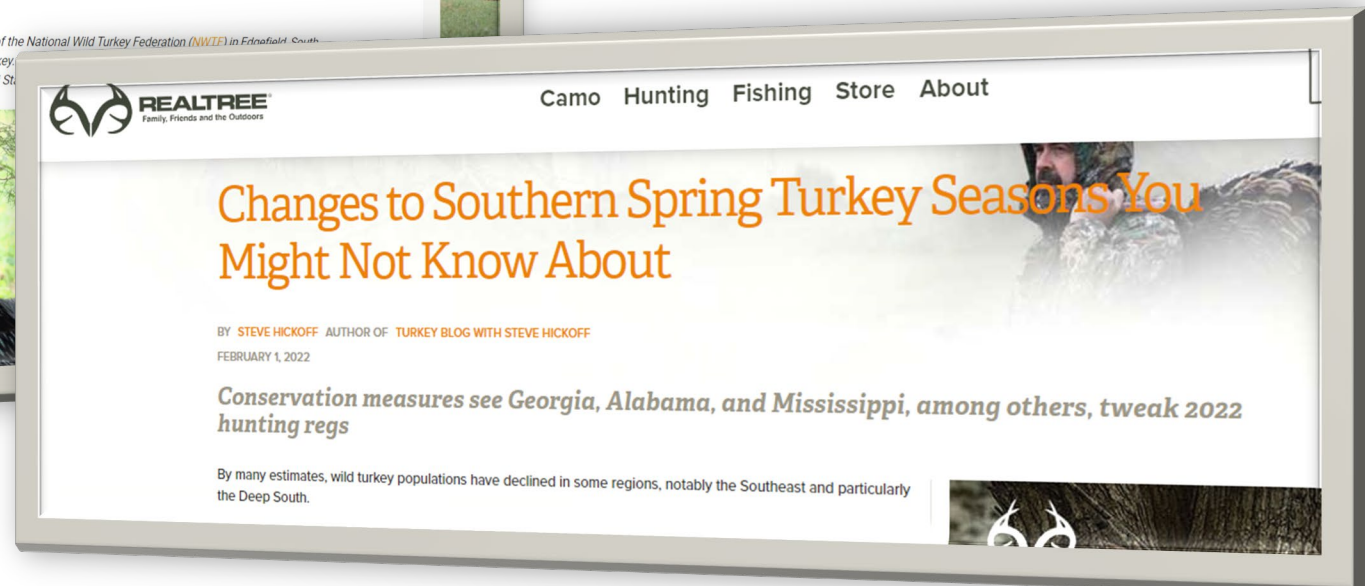 of the National Wild Turkey Federation (NWTF) in Edgefield, South
key.
St
REALTREE
Family, Friends and the Outdoors
Camo Hunting Fishing Store About
Changes to Southern Spring Turkey Seasons You
Might Not Know About
BY STEVE HICKOFF AUTHOR OF TURKEY BLOG WITH STEVE HICKOFF
FEBRUARY 1, 2022
Conservation measures see Georgia, Alabama, and Mississippi, among others, tweak 2022
hunting regs
By many estimates, wild turkey populations have declined in some regions, notably the Southeast and particularly
the Deep South.